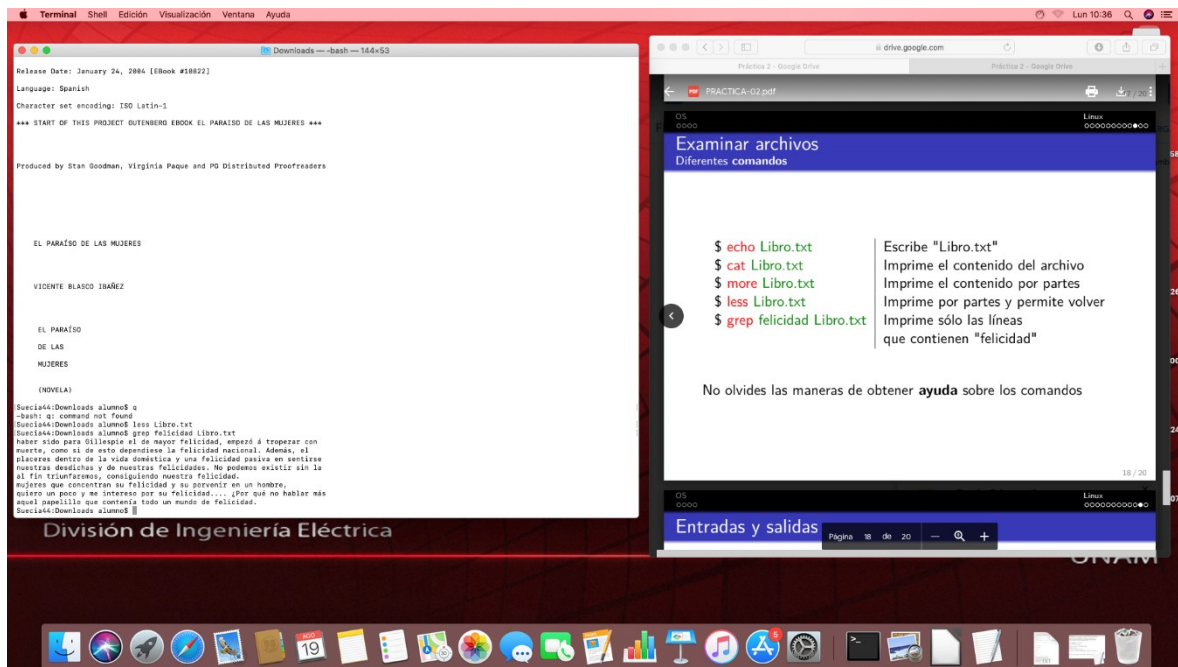 Terminal Shell Edición Visualización Ventana Ayuda
Lun 10:36
Downloads — -bash — 144×53
Release Date: January 24, 2004 [EBook #10822]
Language: Spanish
Character set encoding: ISO Latin-1
*** START OF THIS PROJECT GUTENBERG EBOOK EL PARAISO DE LAS MUJERES ***
Produced by Stan Goodman, Virginia Paque and PG Distributed Proofreaders
EL PARAÍSO DE LAS MUJERES
VICENTE BLASCO IBAÑEZ
EL PARAÍSO
DE LAS
MUJERES
(NOVELA)
Suecia44:Downloads alumno$ q
-bash: q: command not found
Suecia44:Downloads alumno$ less Libro.txt
Suecia44:Downloads alumno$ grep felicidad Libro.txt
haber sido para Gillespie el de mayor felicidad, empezó á tropezar con
muerte, como si de esto dependiese la felicidad nacional. Además, el
placeres dentro de la vida doméstica y una felicidad pasiva en sentirse
nuestras desdichas y de nuestras felicidades. No podemos existir sin la
al fin triunfaremos, consiguiendo nuestra felicidad.
mujeres que concentran su felicidad y su porvenir en un hombre,
quiero un poco y me intereso por su felicidad.... ¿Por qué no hablar más
aquel papelillo que contenía todo un mundo de felicidad.
Suecia44:Downloads alumno$
División de Ingeniería Eléctrica
drive.google.com
Práctica 2 - Google Drive
Práctica 2 - Google Drive
PDF PRACTICA-02.pdf
/ 20
OS
Linux
Examinar archivos
Diferentes comandos
$ echo Libro.txt Escribe "Libro.txt"
$ cat Libro.txt Imprime el contenido del archivo
$ more Libro.txt Imprime el contenido por partes
$ less Libro.txt Imprime por partes y permite volver
$ grep felicidad Libro.txt Imprime sólo las líneas
que contienen "felicidad"
No olvides las maneras de obtener ayuda sobre los comandos
18 / 20
OS
Linux
Entradas y salidas
Página 18 de 20
UNAM
AGO
19
5